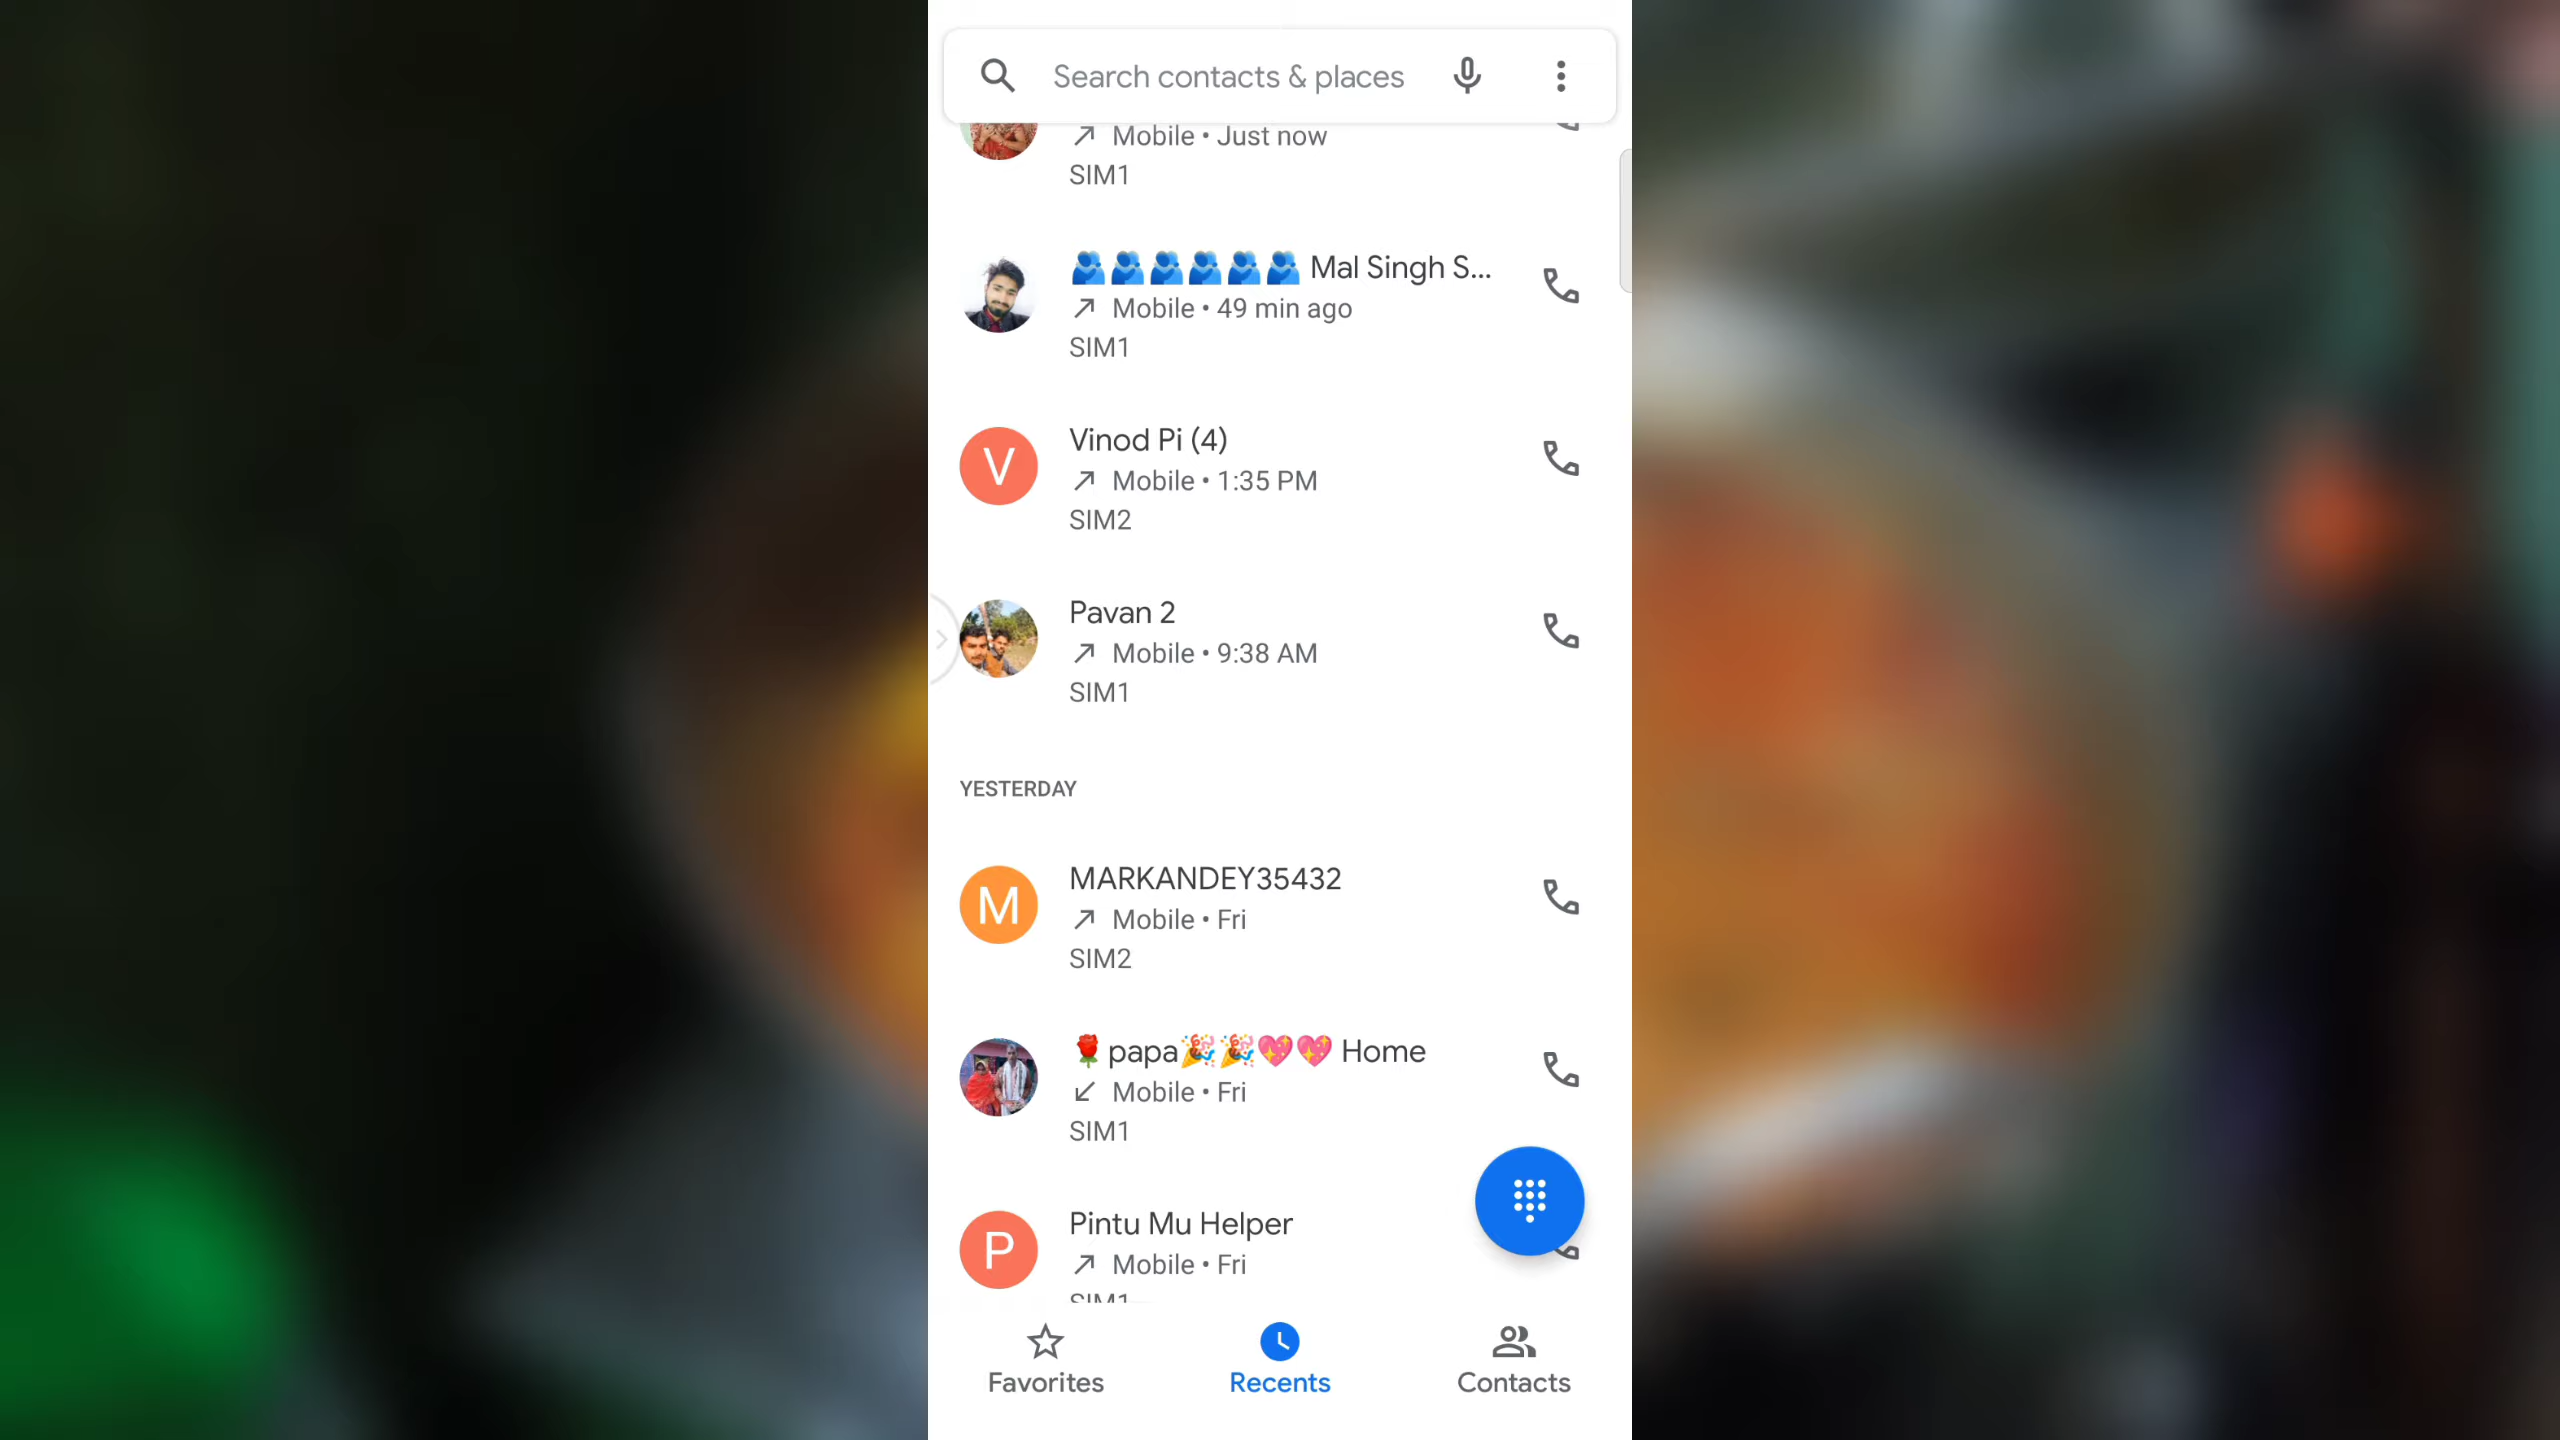 Search contacts & places
Mobile • Just now
SIM1
🫂🫂🫂🫂🫂🫂 Mal Singh S...
Mobile • 49 min ago
SIM1
Vinod Pi (4)
V
Mobile • 1:35 PM
SIM2
Pavan 2
Mobile • 9:38 AM
SIM1
YESTERDAY
MARKANDEY35432
M
Mobile • Fri
SIM2
🌹papa🎉🎉💖💖 Home
Mobile • Fri
SIM1
Pintu Mu Helper
P
Mobile • Fri
SIM1
Favorites
Recents
Contacts